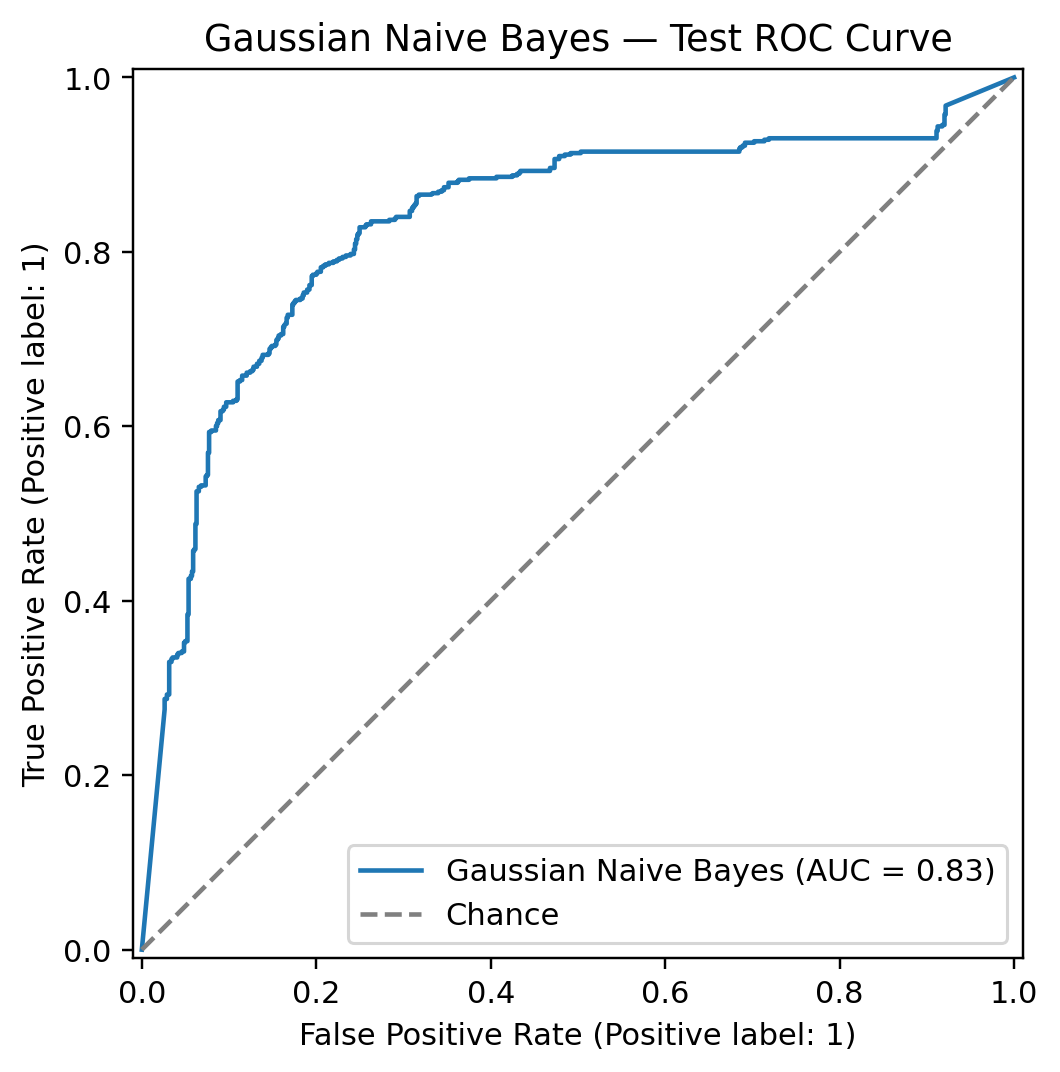 Gaussian Naive Bayes — Test ROC Curve
1.0
0.8
0.6
0.4
0.2
0.0
True Positive Rate (Positive label: 1)
Gaussian Naive Bayes (AUC = 0.83)
Chance
0.0 0.2 0.4 0.6 0.8 1.0
False Positive Rate (Positive label: 1)